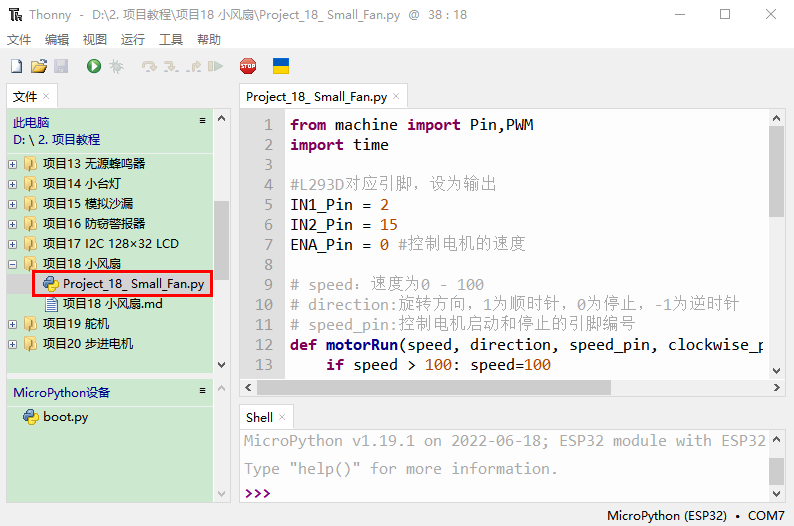 Thonny - D:\2. 项目教程\项目18 小风扇\Project_18_ Small_Fan.py @ 38 : 18
文件 编辑 视图 运行 工具 帮助
STOP
文件 ×
此电脑
D: \ 2. 项目教程
项目13 无源蜂鸣器
项目14 小台灯
项目15 模拟沙漏
项目16 防窃警报器
项目17 I2C 128×32 LCD
项目18 小风扇
Project_18_ Small_Fan.py
项目18 小风扇.md
项目19 舵机
项目20 步进电机
MicroPython设备
boot.py
Project_18_ Small_Fan.py ×
1 from machine import Pin,PWM
2 import time
3
4 #L293D对应引脚，设为输出
5 IN1_Pin = 2
6 IN2_Pin = 15
7 ENA_Pin = 0 #控制电机的速度
8
9 # speed：速度为0 - 100
10 # direction:旋转方向，1为顺时针，0为停止，-1为逆时针
11 # speed_pin:控制电机启动和停止的引脚编号
12 def motorRun(speed, direction, speed_pin, clockwise_p
13 if speed > 100: speed=100
Shell ×
MicroPython v1.19.1 on 2022-06-18; ESP32 module with ESP32
Type "help()" for more information.
>>>
MicroPython (ESP32) • COM7